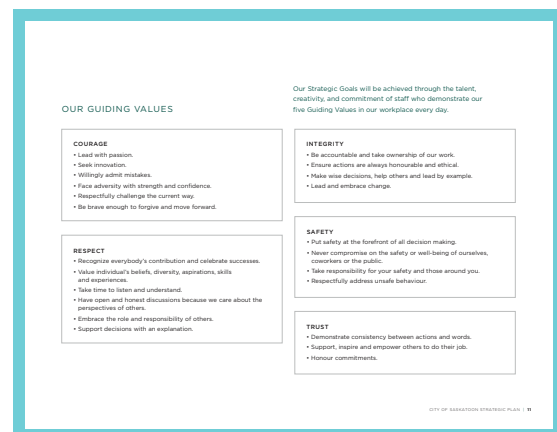 OUR GUIDING VALUES
Our Strategic Goals will be achieved through the talent,
creativity, and commitment of staff who demonstrate our
five Guiding Values in our workplace every day.
COURAGE
• Lead with passion.
• Seek innovation.
• Willingly admit mistakes.
• Face adversity with strength and confidence.
• Respectfully challenge the current way.
• Be brave enough to forgive and move forward.
RESPECT
• Recognize everybody's contribution and celebrate successes.
• Value individual's beliefs, diversity, aspirations, skills
and experiences.
• Take time to listen and understand.
• Have open and honest discussions because we care about the
perspectives of others.
• Embrace the role and responsibility of others.
• Support decisions with an explanation.
INTEGRITY
• Be accountable and take ownership of our work.
• Ensure actions are always honourable and ethical.
• Make wise decisions, help others and lead by example.
• Lead and embrace change.
SAFETY
• Put safety at the forefront of all decision making.
• Never compromise on the safety or well-being of ourselves,
coworkers or the public.
• Take responsibility for your safety and those around you.
• Respectfully address unsafe behaviour.
TRUST
• Demonstrate consistency between actions and words.
• Support, inspire and empower others to do their job.
• Honour commitments.
CITY OF SASKATOON STRATEGIC PLAN | 11